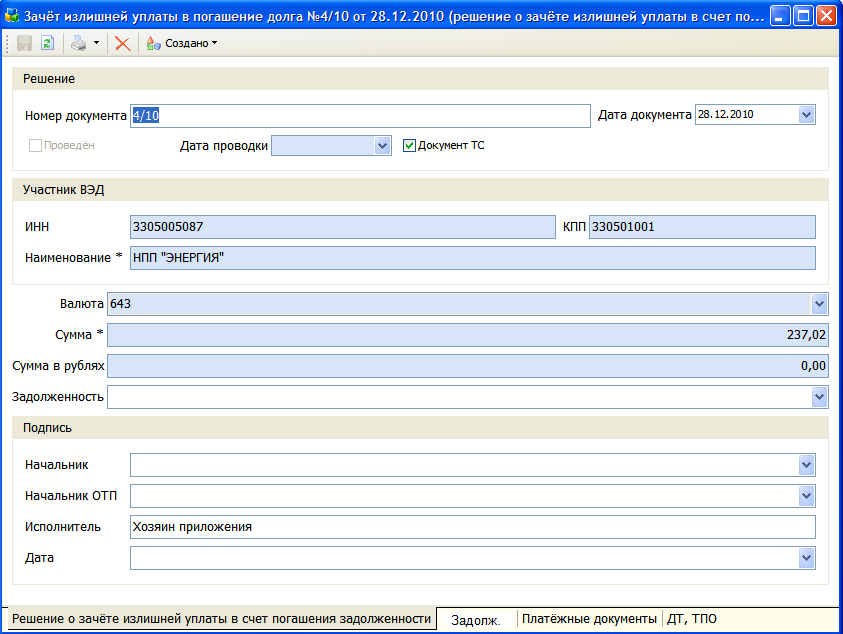 Зачёт излишней уплаты в погашение долга №4/10 от 28.12.2010 (решение о зачёте излишней уплаты в счет по...
Создано
Решение
Номер документа 4/10 Дата документа 28.12.2010
Проведён Дата проводки Документ ТС
Участник ВЭД
ИНН 3305005087 КПП 330501001
Наименование * НПП "ЭНЕРГИЯ"
Валюта 643
Сумма * 237,02
Сумма в рублях 0,00
Задолженность
Подпись
Начальник
Начальник ОТП
Исполнитель Хозяин приложения
Дата
Решение о зачёте излишней уплаты в счет погашения задолженности Задолж. Платёжные документы ДТ, ТПО